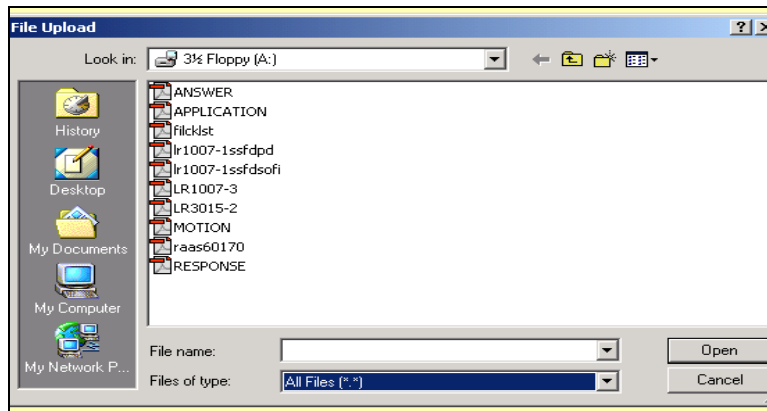 File Upload
Look in:
3½ Floppy (A:)
History
Desktop
My Documents
My Computer
My Network P...
ANSWER
APPLICATION
filcklst
lr1007-1ssfdpd
lr1007-1ssfdsofi
LR1007-3
LR3015-2
MOTION
raas60170
RESPONSE
File name:
Open
Files of type:
All Files (*.*)
Cancel